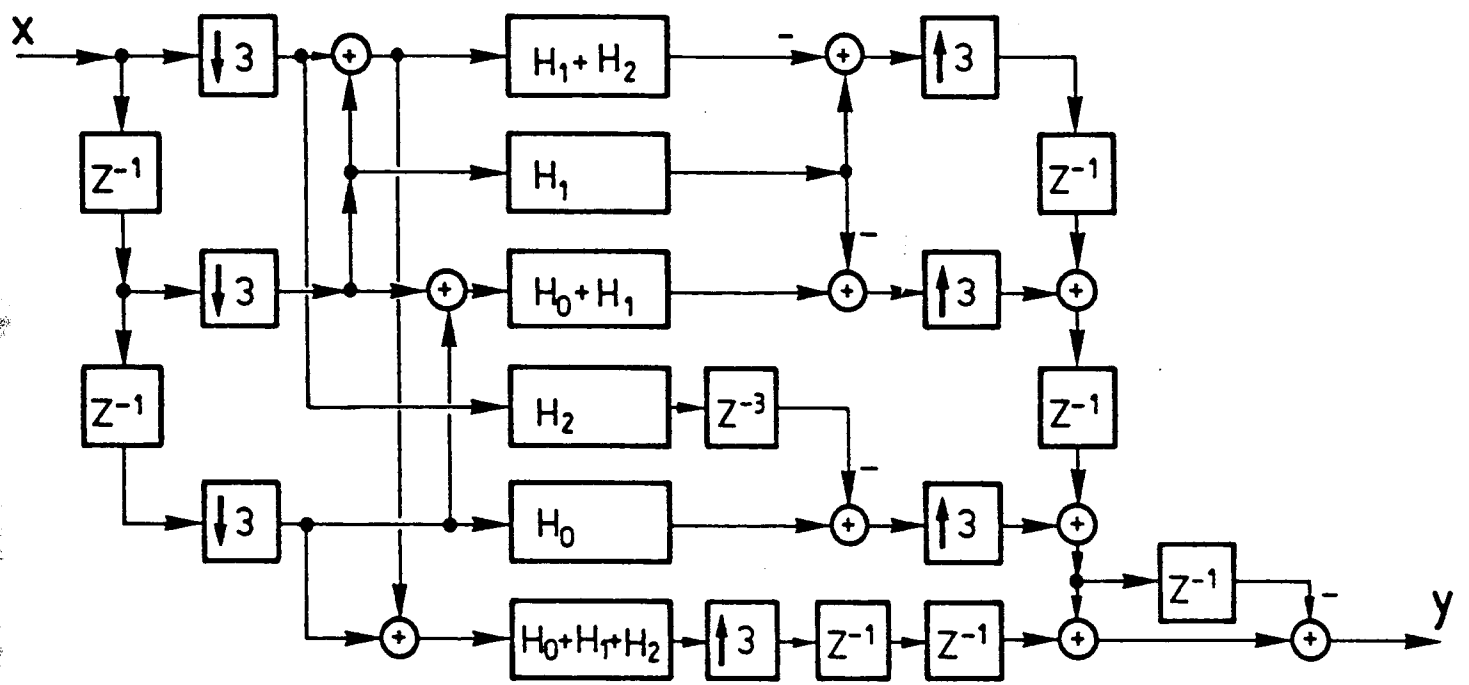 X
↓3
H₁+H₂
-
+
↑3
Z⁻¹
H₁
Z⁻¹
↓3
+
H₀+H₁
-
+
↑3
+
Z⁻¹
H₂
Z⁻³
Z⁻¹
↓3
H₀
-
+
↑3
+
Z⁻¹
-
y
+
H₀+H₁+H₂
↑3
Z⁻¹
Z⁻¹
+
+